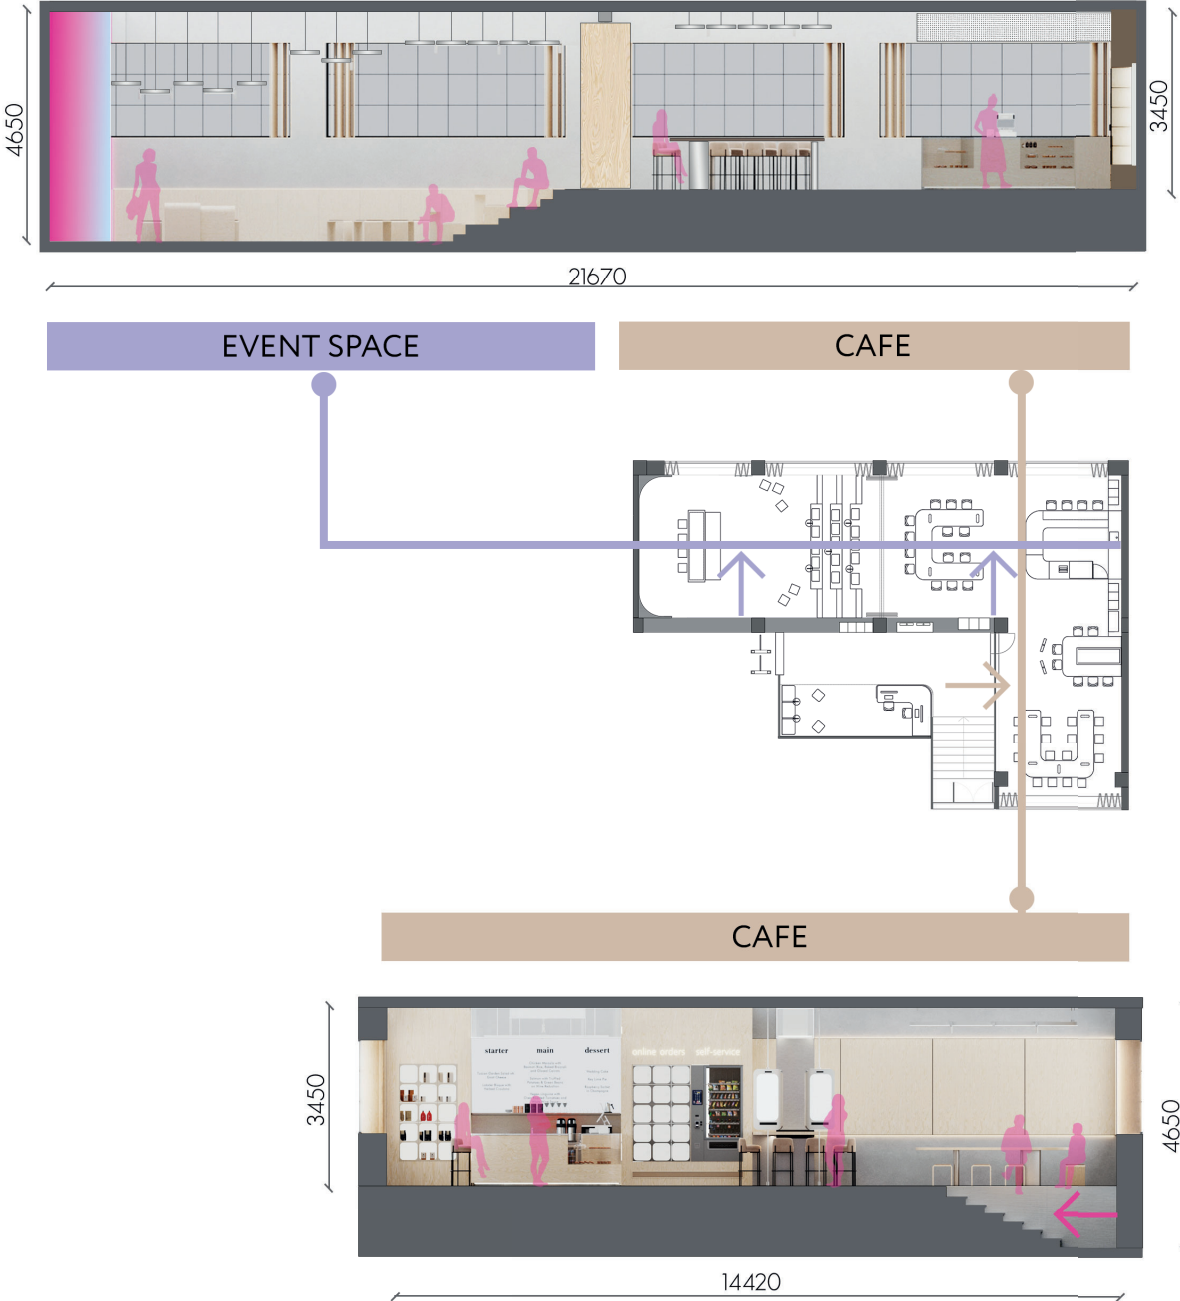 4650
3450
21670
EVENT SPACE
CAFE
CAFE
starter
main
dessert
online orders
self-service
3450
4650
14420